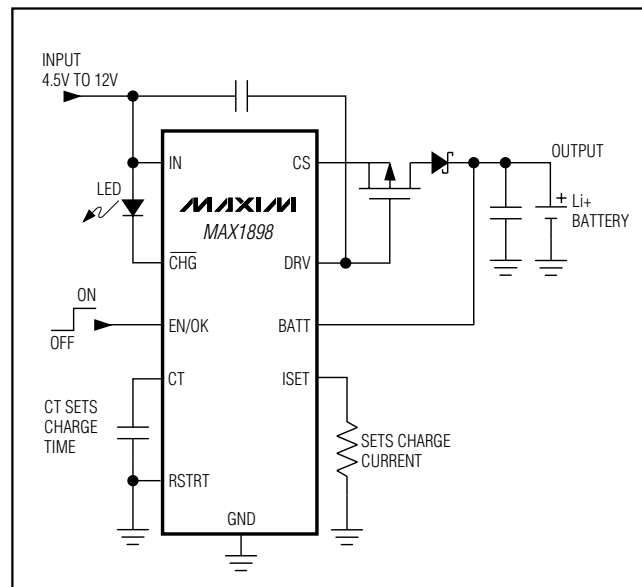 INPUT
4.5V TO 12V
IN
CS
OUTPUT
LED
MAXIM
MAX1898
+ Li+
BATTERY
CHG
DRV
ON
OFF
EN/OK
BATT
CT
ISET
CT SETS
CHARGE
TIME
SETS CHARGE
CURRENT
RSTRT
GND